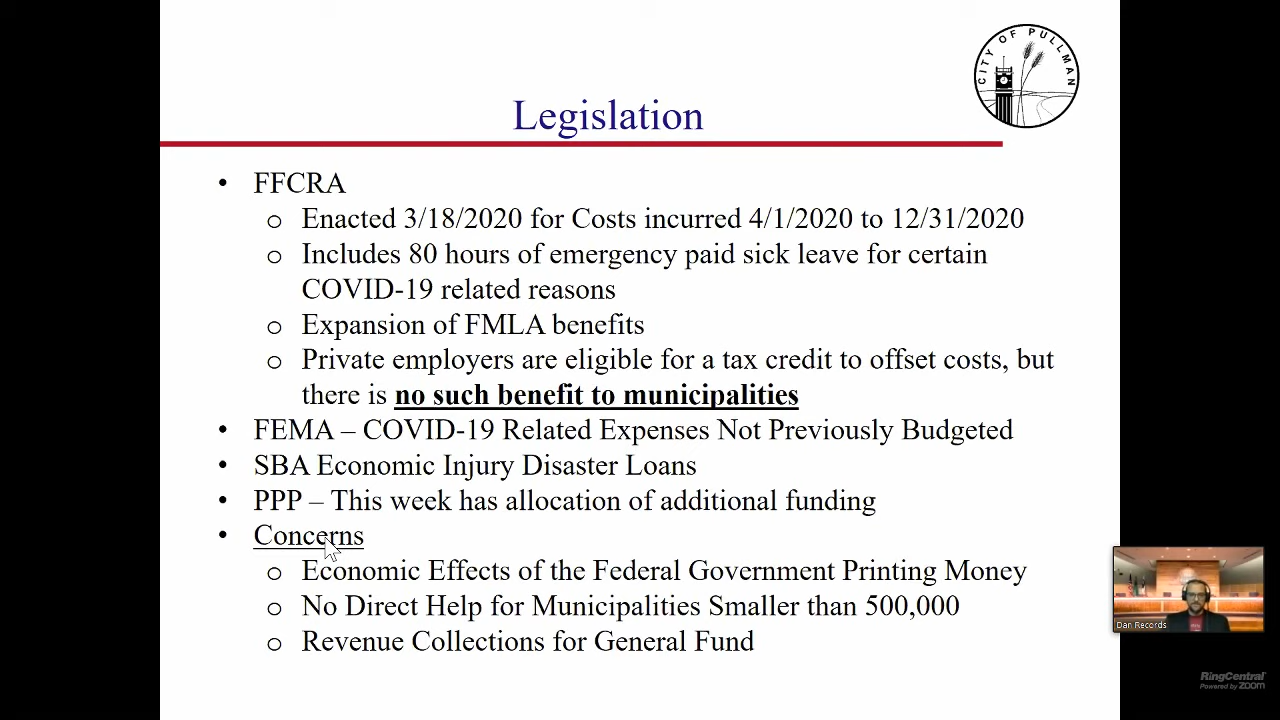 CITY OF PULLMAN
Legislation
• FFCRA
o Enacted 3/18/2020 for Costs incurred 4/1/2020 to 12/31/2020
o Includes 80 hours of emergency paid sick leave for certain
COVID-19 related reasons
o Expansion of FMLA benefits
o Private employers are eligible for a tax credit to offset costs, but
there is no such benefit to municipalities
• FEMA – COVID-19 Related Expenses Not Previously Budgeted
• SBA Economic Injury Disaster Loans
• PPP – This week has allocation of additional funding
• Concerns
o Economic Effects of the Federal Government Printing Money
o No Direct Help for Municipalities Smaller than 500,000
o Revenue Collections for General Fund
Dan Records
RingCentral
Powered by zoom